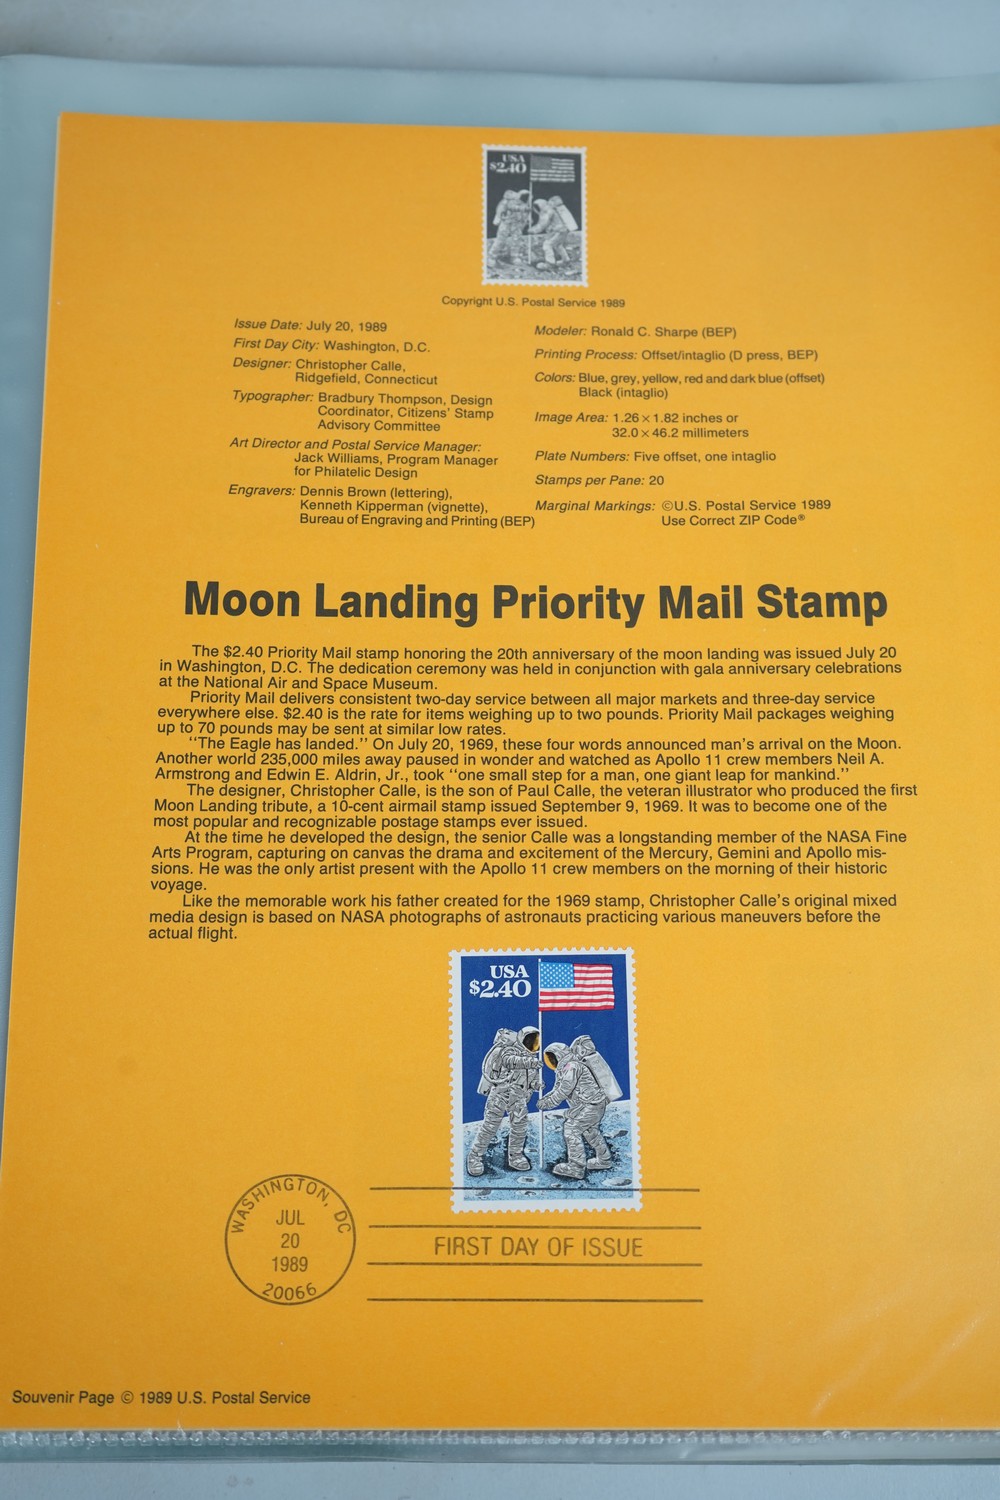 USA
$2.40
Copyright U.S. Postal Service 1989
Issue Date: July 20, 1989
First Day City: Washington, D.C.
Designer: Christopher Calle,
Ridgefield, Connecticut
Typographer: Bradbury Thompson, Design
Coordinator, Citizens' Stamp
Advisory Committee
Art Director and Postal Service Manager:
Jack Williams, Program Manager
for Philatelic Design
Engravers: Dennis Brown (lettering),
Kenneth Kipperman (vignette),
Bureau of Engraving and Printing (BEP)
Modeler: Ronald C. Sharpe (BEP)
Printing Process: Offset/intaglio (D press, BEP)
Colors: Blue, grey, yellow, red and dark blue (offset)
Black (intaglio)
Image Area: 1.26 × 1.82 inches or
32.0 × 46.2 millimeters
Plate Numbers: Five offset, one intaglio
Stamps per Pane: 20
Marginal Markings: ©U.S. Postal Service 1989
Use Correct ZIP Code®
Moon Landing Priority Mail Stamp
The $2.40 Priority Mail stamp honoring the 20th anniversary of the moon landing was issued July 20
in Washington, D.C. The dedication ceremony was held in conjunction with gala anniversary celebrations
at the National Air and Space Museum.
Priority Mail delivers consistent two-day service between all major markets and three-day service
everywhere else. $2.40 is the rate for items weighing up to two pounds. Priority Mail packages weighing
up to 70 pounds may be sent at similar low rates.
"The Eagle has landed." On July 20, 1969, these four words announced man's arrival on the Moon.
Another world 235,000 miles away paused in wonder and watched as Apollo 11 crew members Neil A.
Armstrong and Edwin E. Aldrin, Jr., took "one small step for a man, one giant leap for mankind."
The designer, Christopher Calle, is the son of Paul Calle, the veteran illustrator who produced the first
Moon Landing tribute, a 10-cent airmail stamp issued September 9, 1969. It was to become one of the
most popular and recognizable postage stamps ever issued.
At the time he developed the design, the senior Calle was a longstanding member of the NASA Fine
Arts Program, capturing on canvas the drama and excitement of the Mercury, Gemini and Apollo mis-
sions. He was the only artist present with the Apollo 11 crew members on the morning of their historic
voyage.
Like the memorable work his father created for the 1969 stamp, Christopher Calle's original mixed
media design is based on NASA photographs of astronauts practicing various maneuvers before the
actual flight.
USA
$2.40
WASHINGTON, DC
JUL
20
1989
20066
FIRST DAY OF ISSUE
Souvenir Page © 1989 U.S. Postal Service